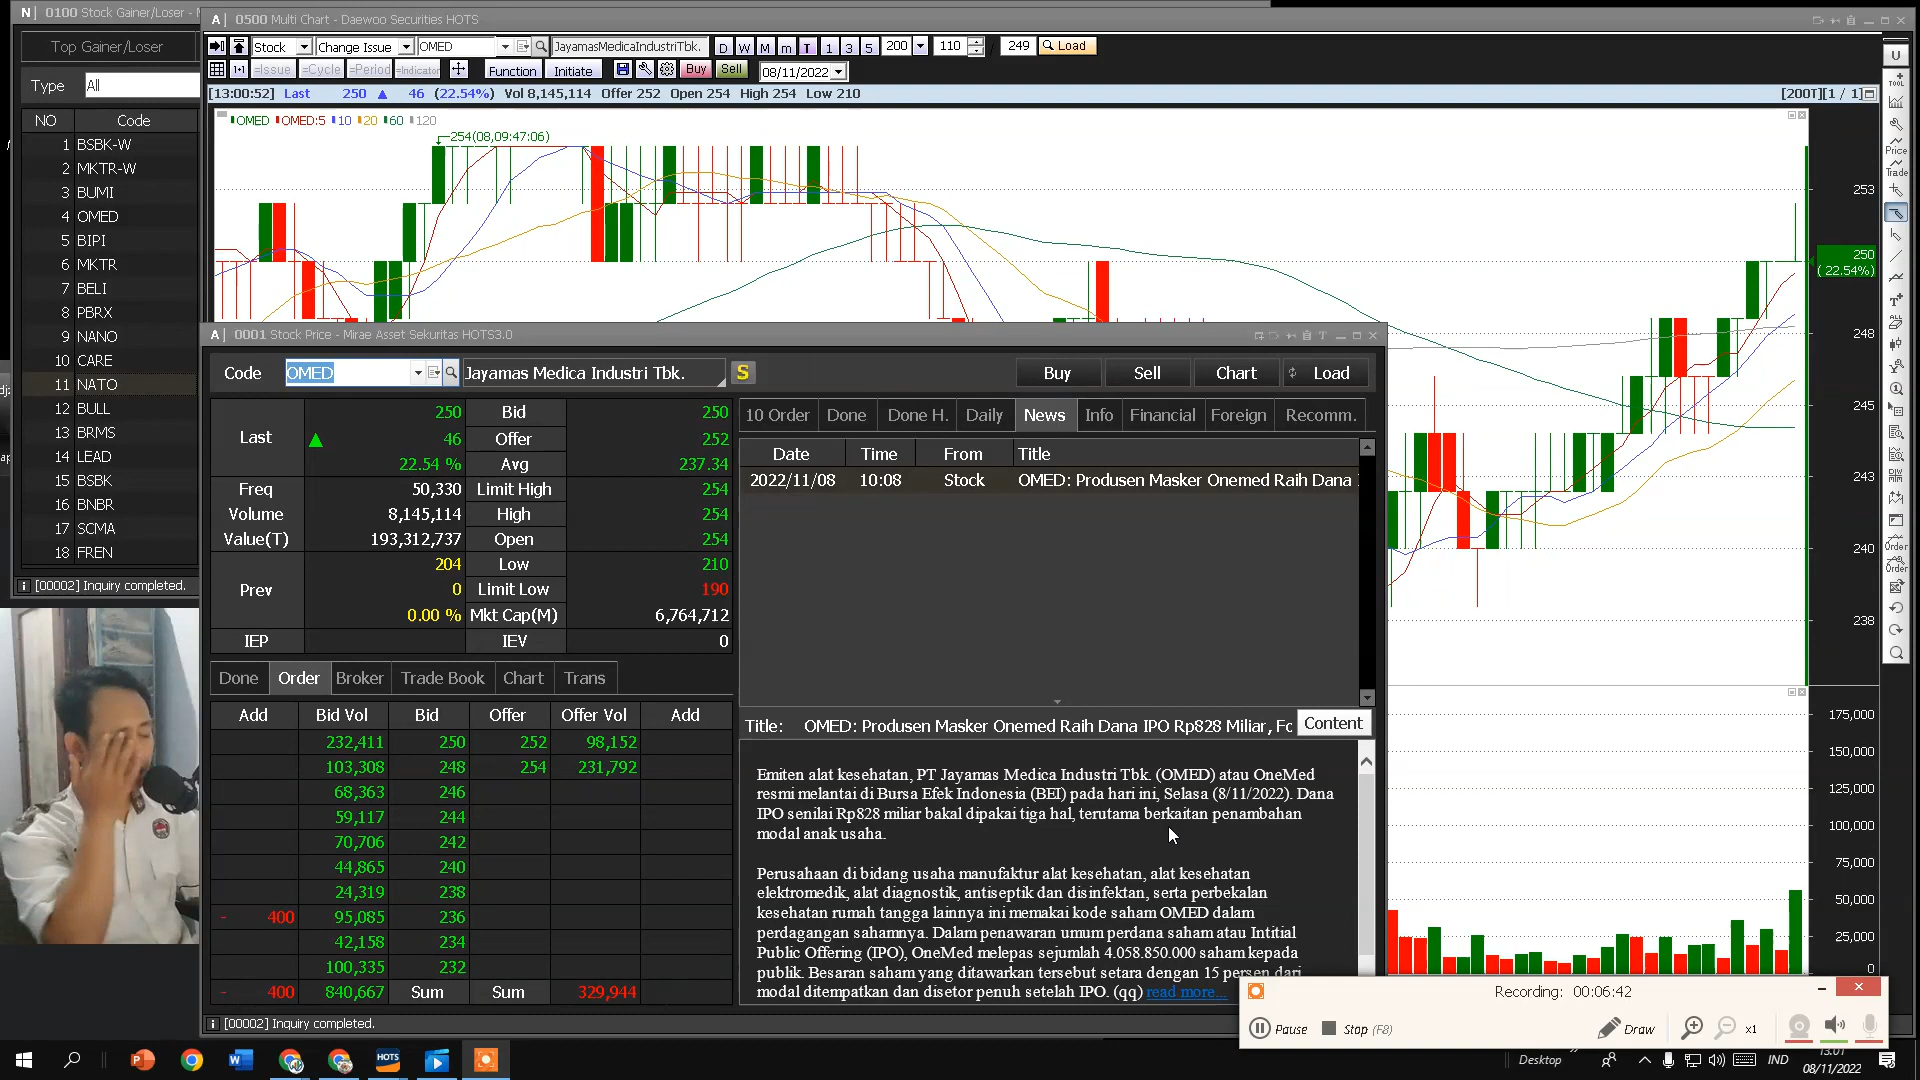 N| 0100 Stock Gainer/Loser -
Top Gainer/Loser
Type All
NO Code
1 BSBK-W
2 MKTR-W
3 BUMI
4 OMED
5 BIPI
6 MKTR
7 BELI
8 PBRX
9 NANO
10 CARE
11 NATO
12 BULL
13 BRMS
14 LEAD
15 BSBK
16 BNBR
17 SCMA
18 FREN
[00002] Inquiry completed.
A| 0500 Multi Chart - Daewoo Securities HOTS
Stock Change Issue OMED JayamasMedicaIndustriTbk. D W M m T 1 3 5 200 110 249 Load
=Issue =Cycle =Period =Indicator Function Initiate Buy Sell 08/11/2022
[13:00:52] Last 250 ▲ 46 (22.54%) Vol 8,145,114 Offer 252 Open 254 High 254 Low 210 [200T][1 / 1]
OMED OMED:5 10 20 60 120
254(08,09:47:06)
253
250
( 22.54%)
248
245
243
240
238
175,000
150,000
125,000
100,000
75,000
50,000
25,000
0
U
TOOL
Price
Trade
DIW
Order
Order
A| 0001 Stock Price - Mirae Asset Sekuritas HOTS3.0
Code OMED Jayamas Medica Industri Tbk. S Buy Sell Chart Load
Last 250 Bid 250
▲ 46 Offer 252
22.54 % Avg 237.34
Freq 50,330 Limit High 254
Volume 8,145,114 High 254
Value(T) 193,312,737 Open 254
Prev 204 Low 210
0 Limit Low 190
0.00 % Mkt Cap(M) 6,764,712
IEP IEV 0
Done Order Broker Trade Book Chart Trans
Add Bid Vol Bid Offer Offer Vol Add
232,411 250 252 98,152
103,308 248 254 231,792
68,363 246
59,117 244
70,706 242
44,865 240
24,319 238
- 400 95,085 236
42,158 234
100,335 232
- 400 840,667 Sum Sum 329,944
[00002] Inquiry completed.
10 Order Done Done H. Daily News Info Financial Foreign Recomm.
Date Time From Title
2022/11/08 10:08 Stock OMED: Produsen Masker Onemed Raih Dana
Title: OMED: Produsen Masker Onemed Raih Dana IPO Rp828 Miliar, Fo Content
Emiten alat kesehatan, PT Jayamas Medica Industri Tbk. (OMED) atau OneMed
resmi melantai di Bursa Efek Indonesia (BEI) pada hari ini, Selasa (8/11/2022). Dana
IPO senilai Rp828 miliar bakal dipakai tiga hal, terutama berkaitan penambahan
modal anak usaha.
Perusahaan di bidang usaha manufaktur alat kesehatan, alat kesehatan
elektromedik, alat diagnostik, antiseptik dan disinfektan, serta perbekalan
kesehatan rumah tangga lainnya ini memakai kode saham OMED dalam
perdagangan sahamnya. Dalam penawaran umum perdana saham atau Intitial
Public Offering (IPO), OneMed melepas sejumlah 4.058.850.000 saham kepada
publik. Besaran saham yang ditawarkan tersebut setara dengan 15 persen dari
modal ditempatkan dan disetor penuh setelah IPO. (qq) read more...
Recording: 00:06:42
Pause Stop (F8) Draw x1
HOTS
Desktop IND 13.01
08/11/2022